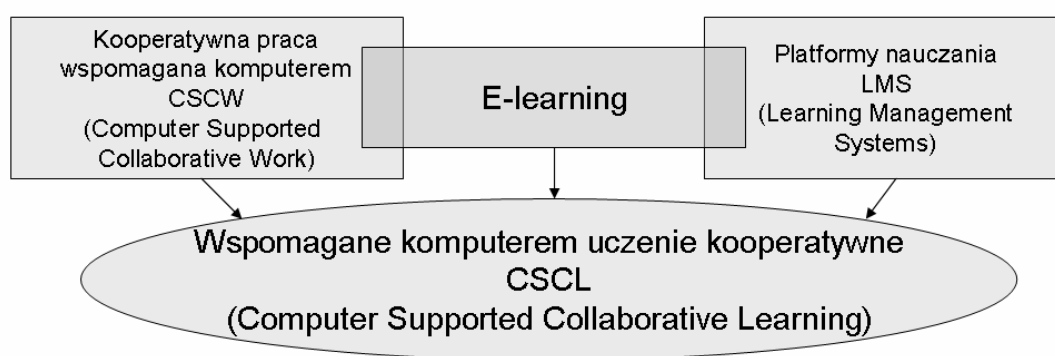 Kooperatywna praca
wspomagana komputerem
CSCW
(Computer Supported
Collaborative Work)
E-learning
Platformy nauczania
LMS
(Learning Management
Systems)
Wspomagane komputerem uczenie kooperatywne
CSCL
(Computer Supported Collaborative Learning)